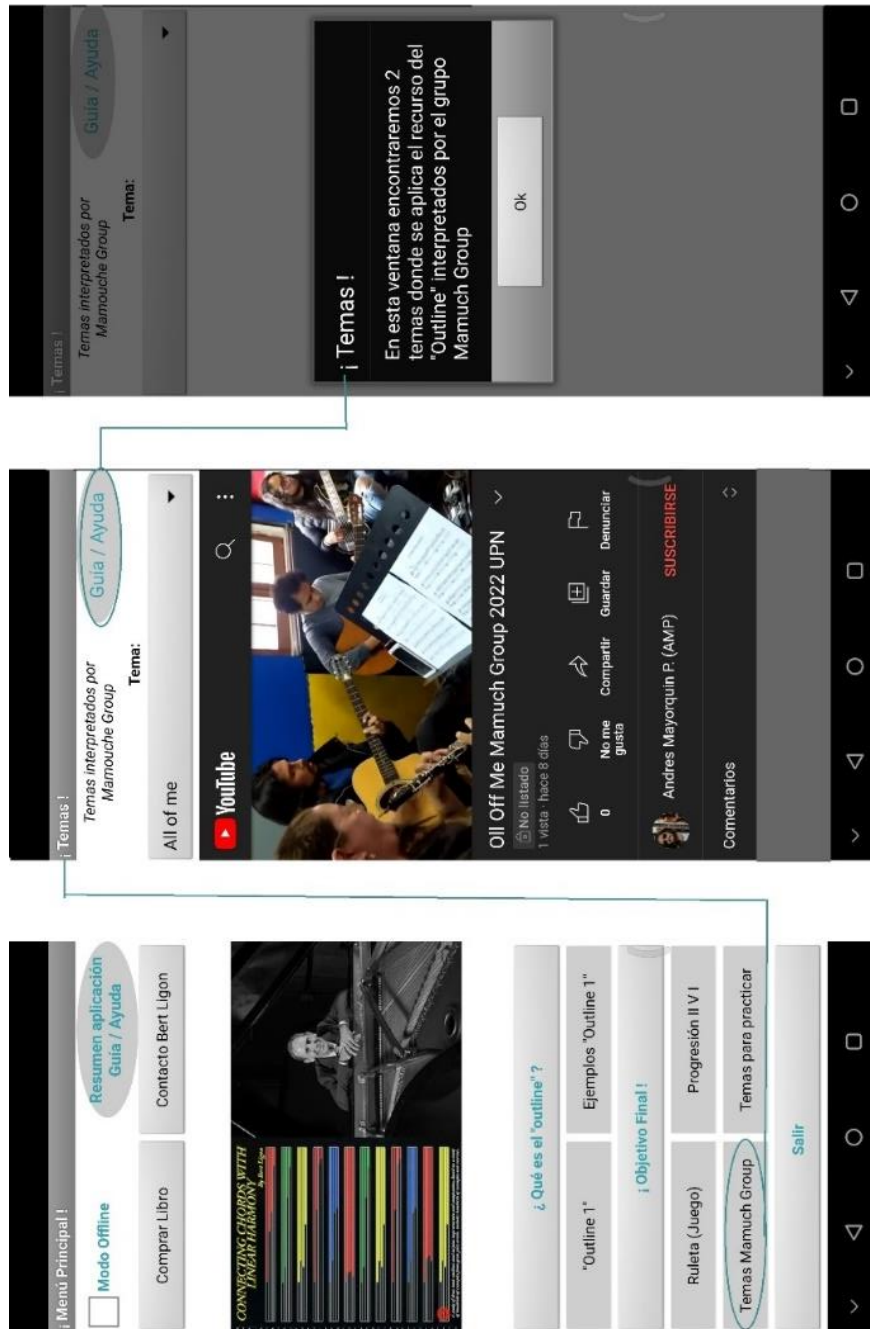 ¡ Menú Principal !
Modo Offline
Resumen aplicación
Guía / Ayuda
Comprar Libro
Contacto Bert Ligon
CONNECTING CHORDS WITH
LINEAR HARMONY
By Bert Ligon
¿ Qué es el "outline" ?
"Outline 1"
Ejemplos "Outline 1"
¡ Objetivo Final !
Ruleta (Juego)
Progresión II V I
Temas Mamuch Group
Temas para practicar
Salir
¡ Temas !
Temas interpretados por
Mamouche Group
Guía / Ayuda
Tema:
All of me
YouTube
Oll Off Me Mamuch Group 2022 UPN
No listado
1 vista · hace 8 días
0
No me
gusta
Compartir
Guardar
Denunciar
Andres Mayorquin P. (AMP)
SUSCRIBIRSE
Comentarios
¡ Temas !
Temas interpretados por
Mamouche Group
Guía / Ayuda
Tema:
¡ Temas !
En esta ventana encontraremos 2
temas donde se aplica el recurso del
"Outline" interpretados por el grupo
Mamuch Group
Ok